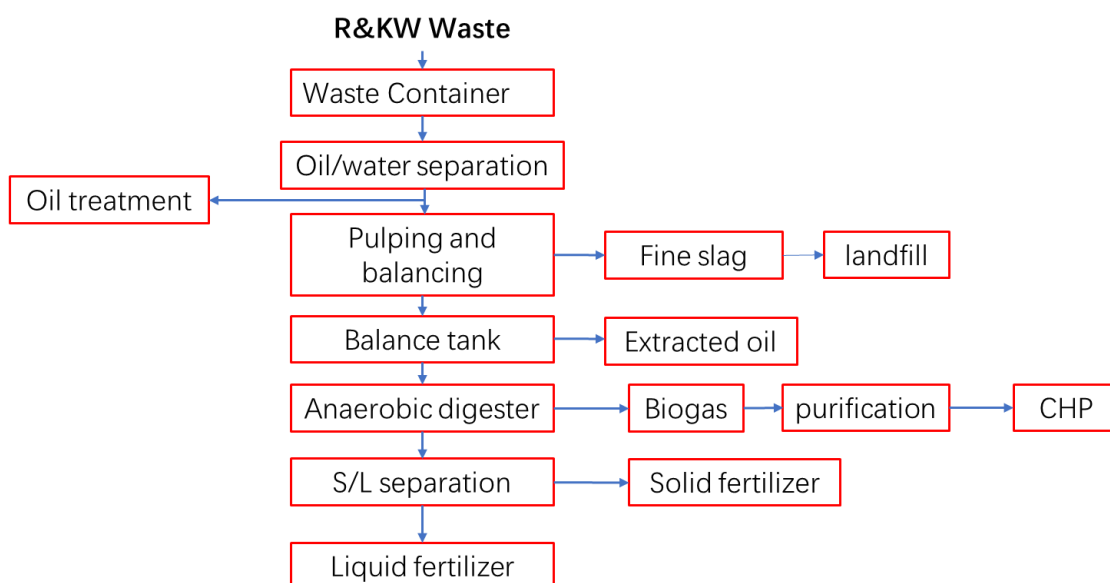 R&KW Waste
Waste Container
Oil/water separation
Oil treatment
Pulping and
balancing
Fine slag
landfill
Balance tank
Extracted oil
Anaerobic digester
Biogas
purification
CHP
S/L separation
Solid fertilizer
Liquid fertilizer